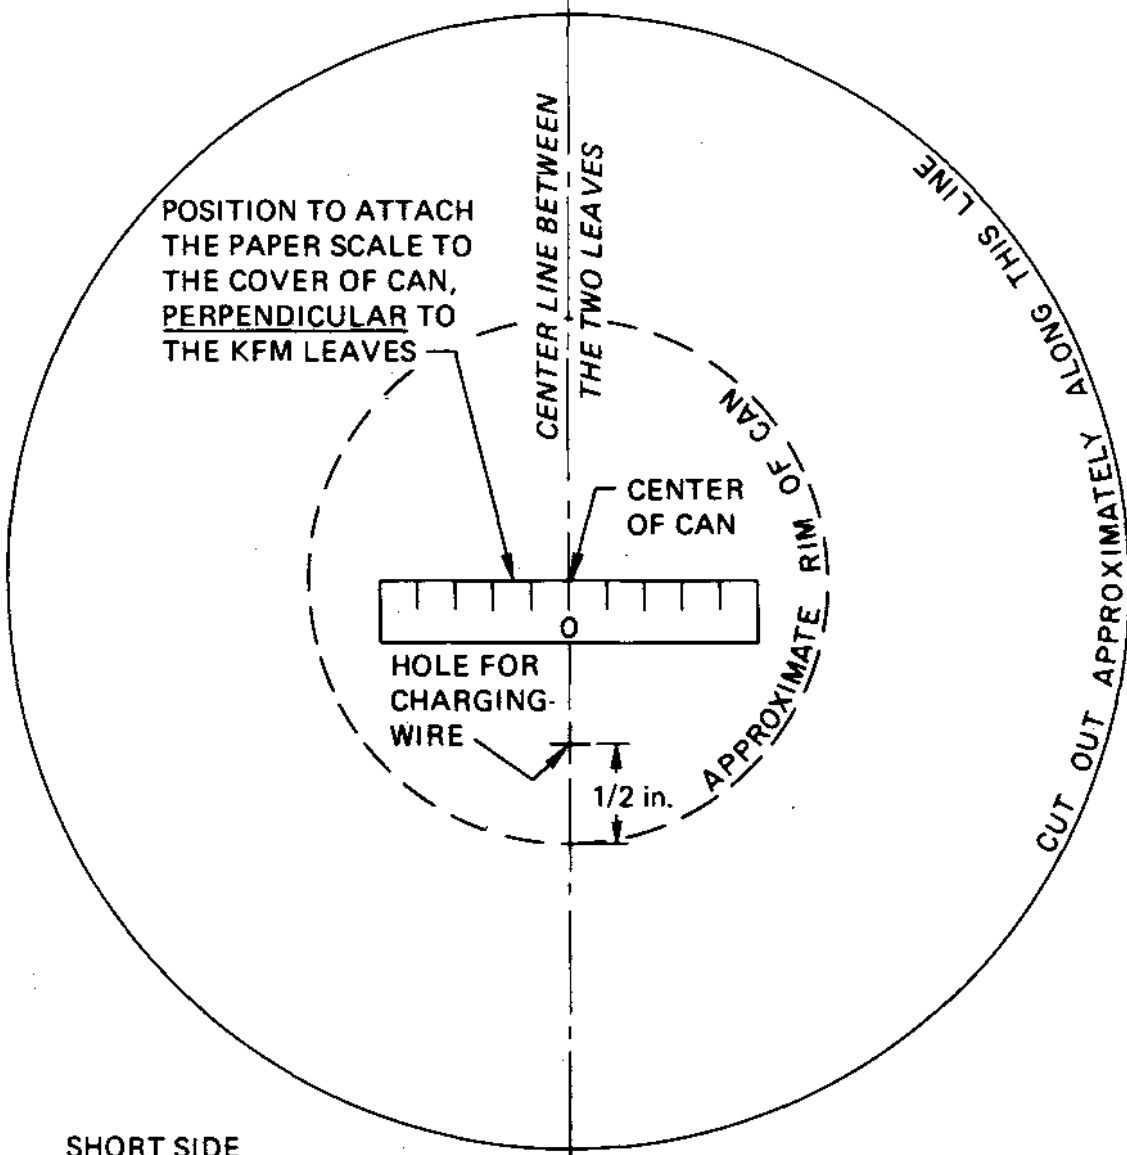 CENTER LINE BETWEEN
THE TWO LEAVES
POSITION TO ATTACH
THE PAPER SCALE TO
THE COVER OF CAN,
PERPENDICULAR TO
THE KFM LEAVES
CUT OUT APPROXIMATELY ALONG THIS LINE
APPROXIMATE RIM OF CAN
CENTER
OF CAN
0
HOLE FOR
CHARGING-
WIRE
1/2 in.
SHORT SIDE